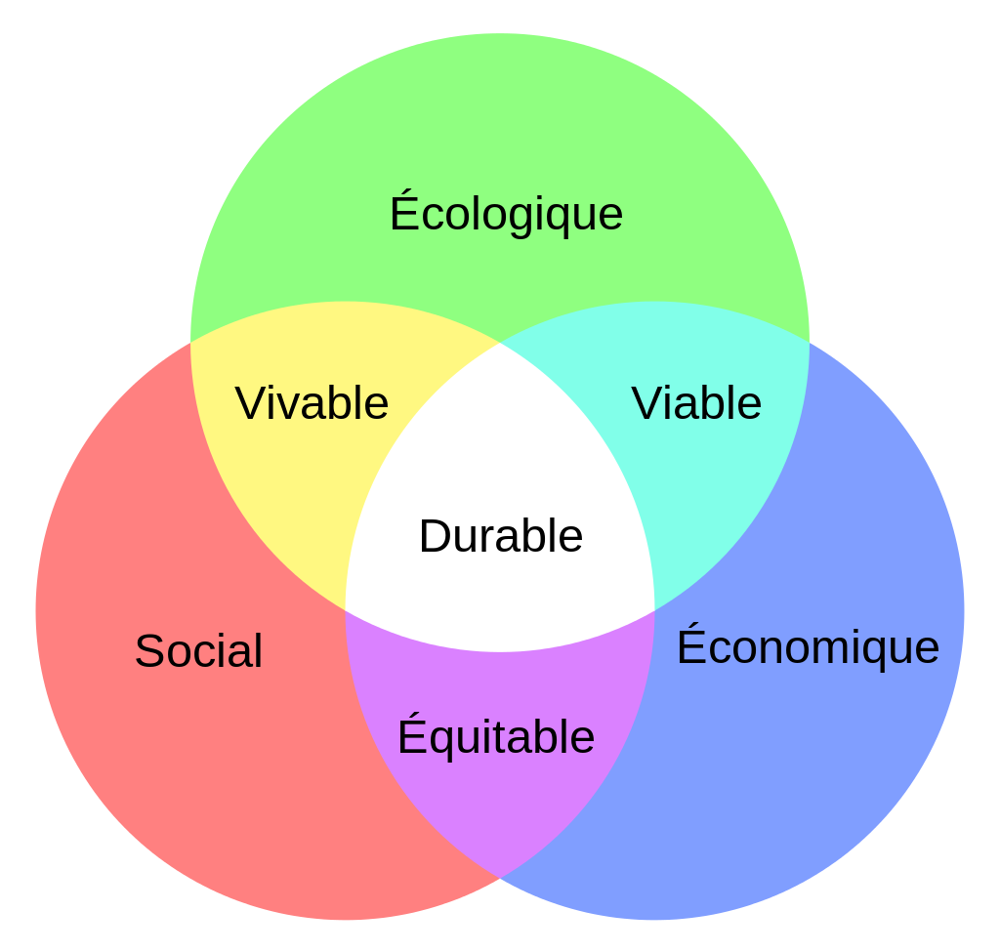 Écologique
Vivable
Viable
Durable
Social
Économique
Équitable